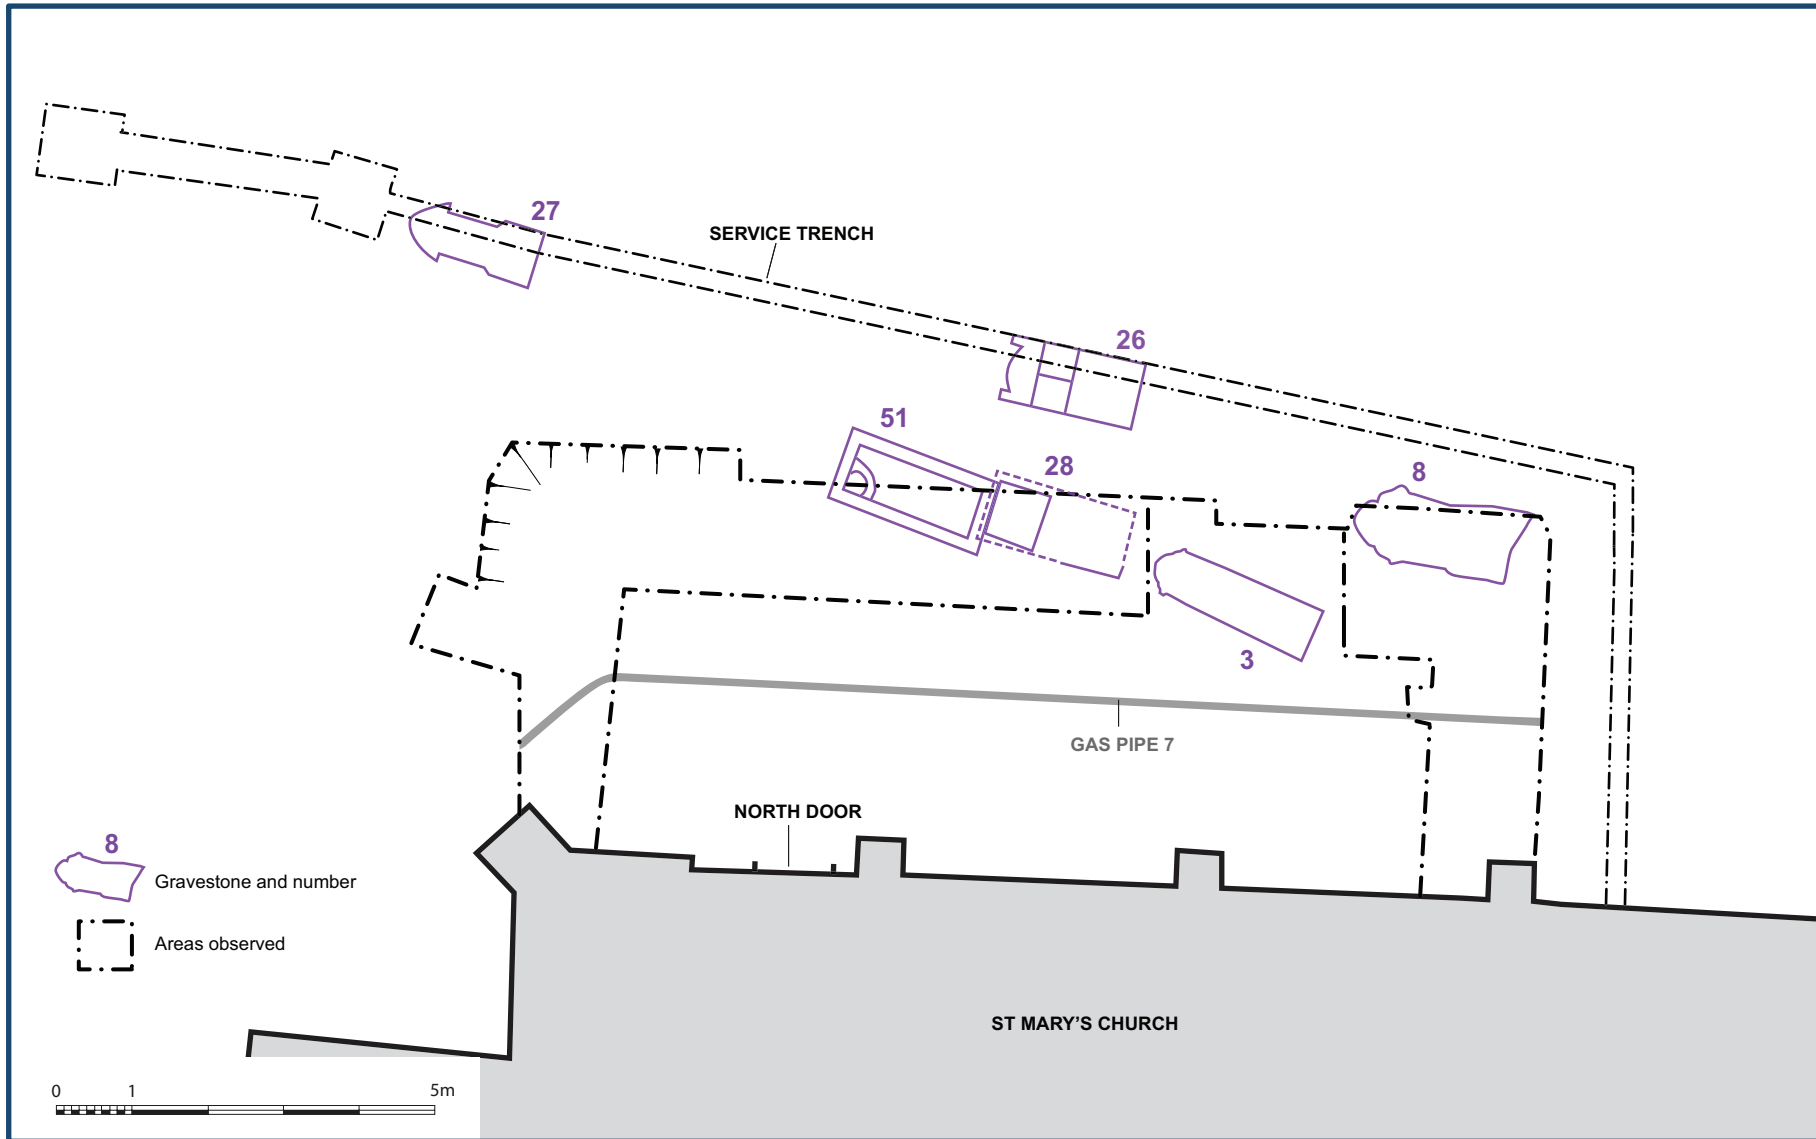 27
SERVICE TRENCH
26
51
28
8
3
GAS PIPE 7
NORTH DOOR
8
Gravestone and number
Areas observed
ST MARY'S CHURCH
0 1 5m